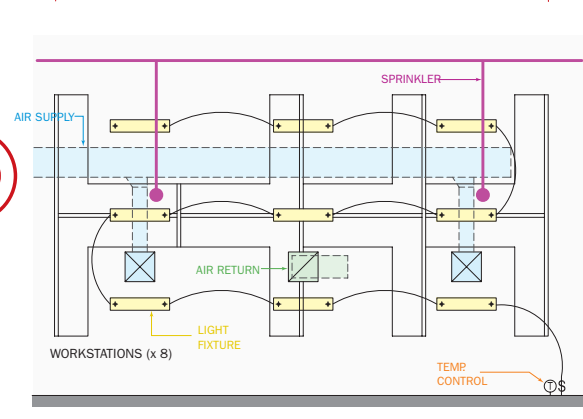 SPRINKLER
AIR SUPPLY
AIR RETURN
LIGHT
FIXTURE
WORKSTATIONS (x 8)
TEMP.
CONTROL
T S